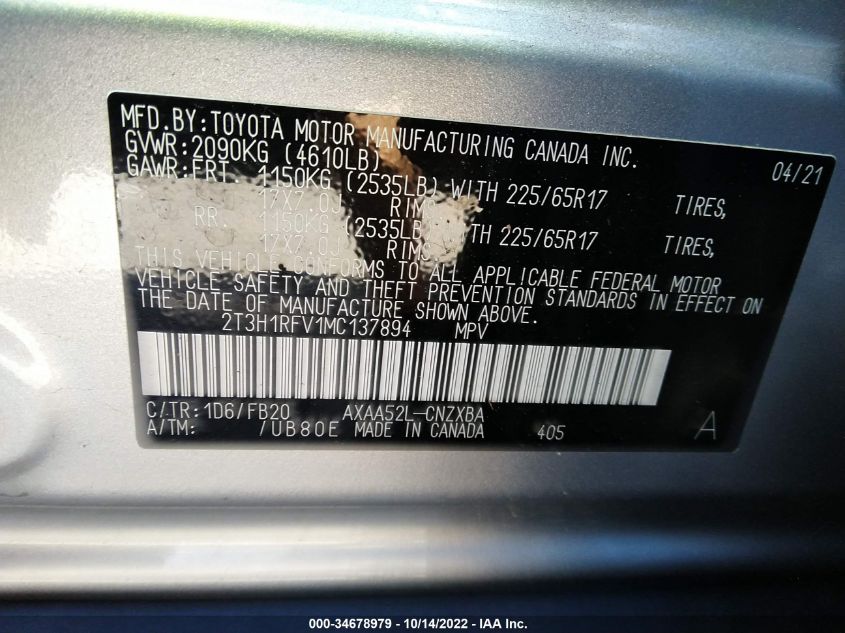 MFD.BY:TOYOTA MOTOR MANUFACTURING CANADA INC.
GVWR:2090KG (4610LB) 04/21
GAWR:FRT. 1150KG (2535LB) WITH 225/65R17 TIRES,
17X7.0J RIMS
RR. 1150KG (2535LB) WITH 225/65R17 TIRES,
17X7.0J RIMS
THIS VEHICLE CONFORMS TO ALL APPLICABLE FEDERAL MOTOR
VEHICLE SAFETY AND THEFT PREVENTION STANDARDS IN EFFECT ON
THE DATE OF MANUFACTURE SHOWN ABOVE.
2T3H1RFV1MC137894 MPV
C/TR:1D6/FB20 AXAA52L-CNZXBA
A/TM: /UB80E MADE IN CANADA 405 A
000-34678979 | 10/14/2022 - IAA Inc.